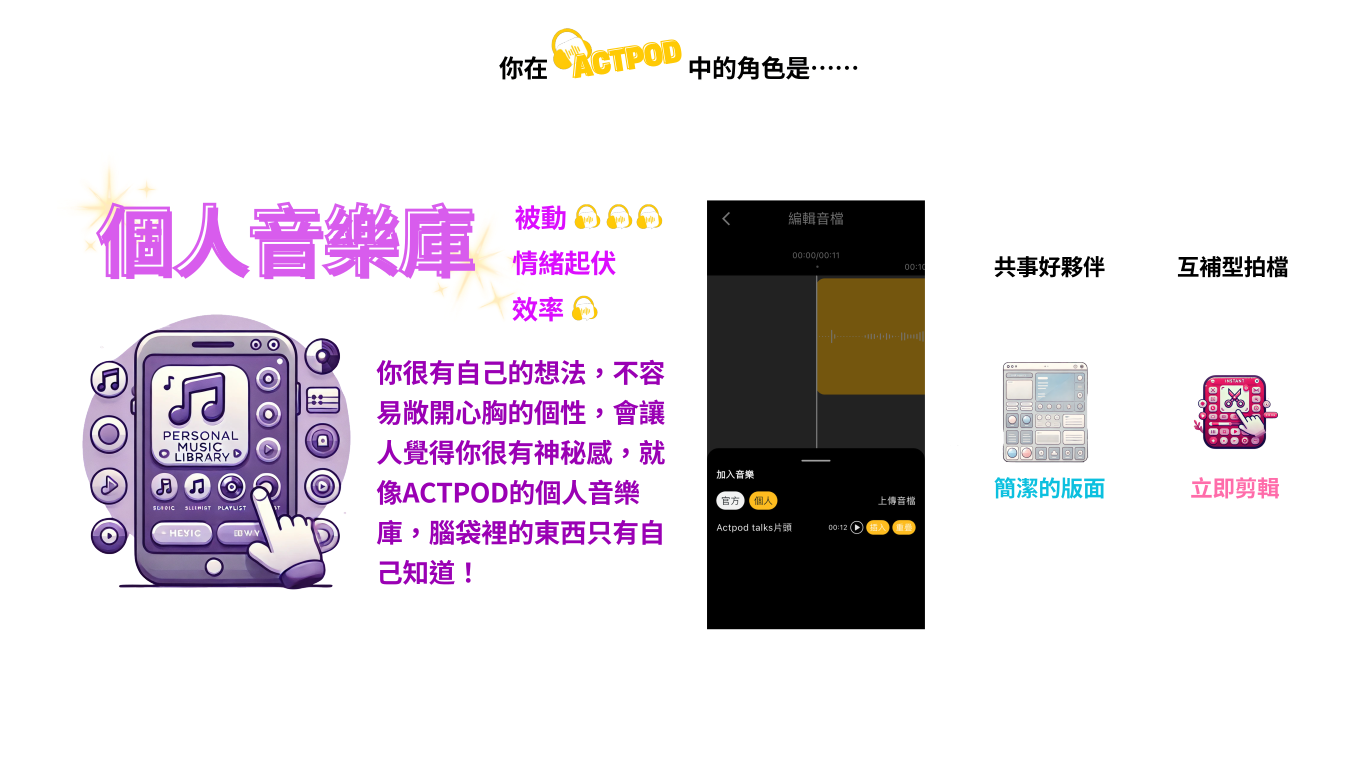 你在 ACTPOD 中的角色是⋯⋯
個人音樂庫
被動
情緒起伏
效率
你很有自己的想法，不容
易敞開心胸的個性，會讓
人覺得你很有神秘感，就
像ACTPOD的個人音樂
庫，腦袋裡的東西只有自
己知道！
PERSONAL
MUSIC
LIBRARY
PLAYLIST
編輯音檔
00:00/00:11
加入音樂
官方 個人 上傳音檔
Actpod talks片頭 00:12 插入 重疊
共事好夥伴
簡潔的版面
互補型拍檔
INSTANT
立即剪輯